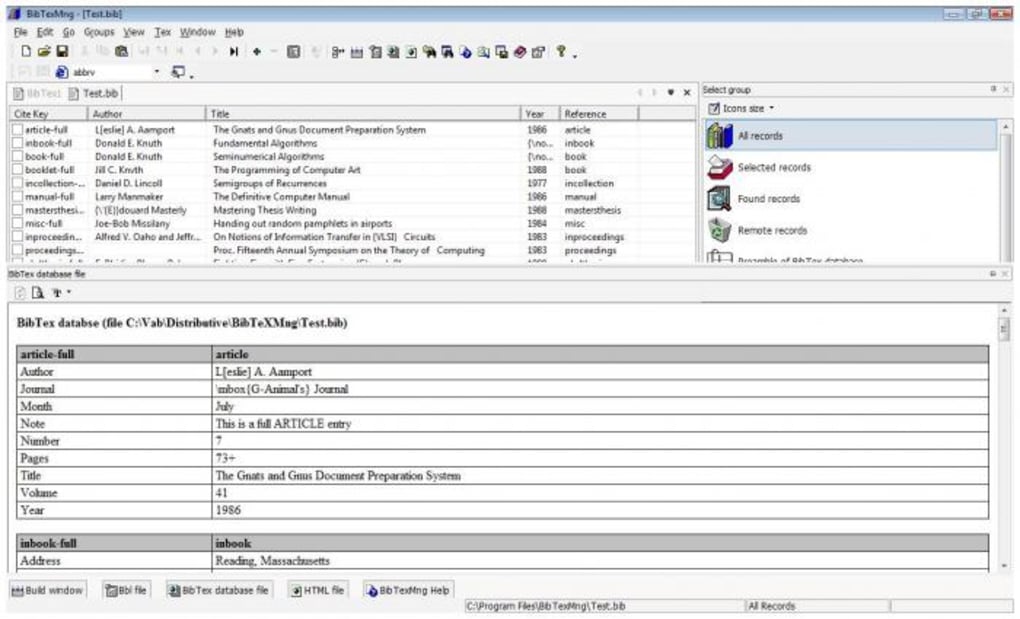 BibTexMng - [Test.bib]
File Edit Go Groups View Tex Window Help
abbrv
BibText1 Test.bib
Cite Key Author Title Year Reference
article-full L[eslie] A. Aamport The Gnats and Gnus Document Preparation System 1986 article
inbook-full Donald E. Knuth Fundamental Algorithms {\no... inbook
book-full Donald E. Knuth Seminumerical Algorithms {\no... book
booklet-full Jill C. Knvth The Programming of Computer Art 1988 book
incollection-... Daniel D. Lincoll Semigroups of Recurrences 1977 incollection
manual-full Larry Manmaker The Definitive Computer Manual 1986 manual
mastersthesi... {\'{E}}douard Masterly Mastering Thesis Writing 1988 mastersthesis
misc-full Joe-Bob Missilany Handing out random pamphlets in airports 1984 misc
inproceedin... Alfred V. Oaho and Jeffr... On Notions of Information Transfer in {VLSI} Circuits 1983 inproceedings
proceedings... Proc. Fifteenth Annual Symposium on the Theory of Computing 1983 proceedings
Select group
Icons size
All records
Selected records
Found records
Remote records
Preamble of BibTex database
BibTex database file
BibTex databse (file C:\Vab\Distributive\BibTeXMng\Test.bib)
article-full article
Author L[eslie] A. Aamport
Journal \mbox{G-Animal's} Journal
Month July
Note This is a full ARTICLE entry
Number 7
Pages 73+
Title The Gnats and Gnus Document Preparation System
Volume 41
Year 1986
inbook-full inbook
Address Reading, Massachusetts
Build window Bbl file BibTex database file HTML file BibTexMng Help
C:\Program Files\BibTexMng\Test.bib All Records